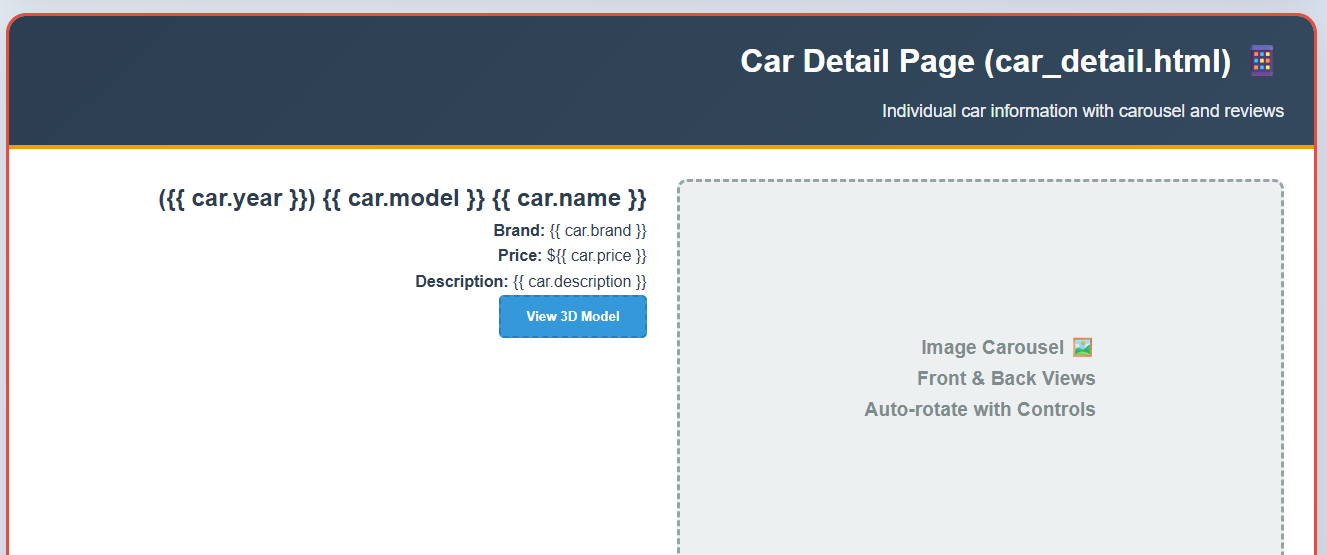 Car Detail Page (car_detail.html)
Individual car information with carousel and reviews
({{ car.year }}) {{ car.model }} {{ car.name }}
Brand: {{ car.brand }}
Price: ${{ car.price }}
Description: {{ car.description }}
View 3D Model
Image Carousel
Front & Back Views
Auto-rotate with Controls